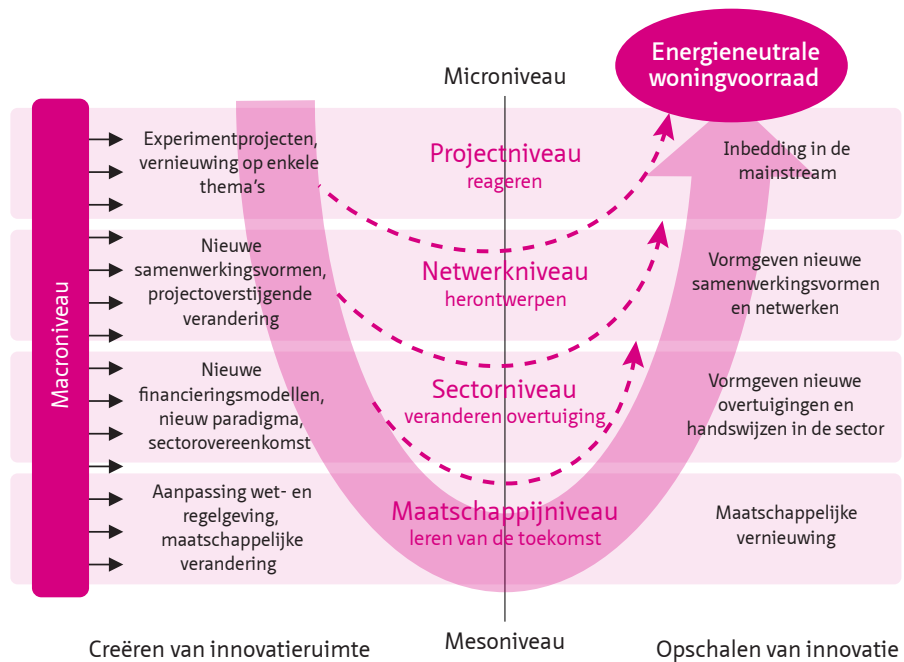 Energieneutrale
woningvoorraad
Microniveau
Macroniveau
Experimentprojecten,
vernieuwing op enkele
thema's
Projectniveau
reageren
Inbedding in de
mainstream
Nieuwe
samenwerkingsvormen,
projectoverstijgende
verandering
Netwerkniveau
herontwerpen
Vormgeven nieuwe
samenwerkingsvormen
en netwerken
Nieuwe
financieringsmodellen,
nieuw paradigma,
sectorovereenkomst
Sectorniveau
veranderen overtuiging
Vormgeven nieuwe
overtuigingen en
handswijzen in de sector
Aanpassing wet- en
regelgeving,
maatschappelijke
verandering
Maatschappijniveau
leren van de toekomst
Maatschappelijke
vernieuwing
Creëren van innovatieruimte
Mesoniveau
Opschalen van innovatie